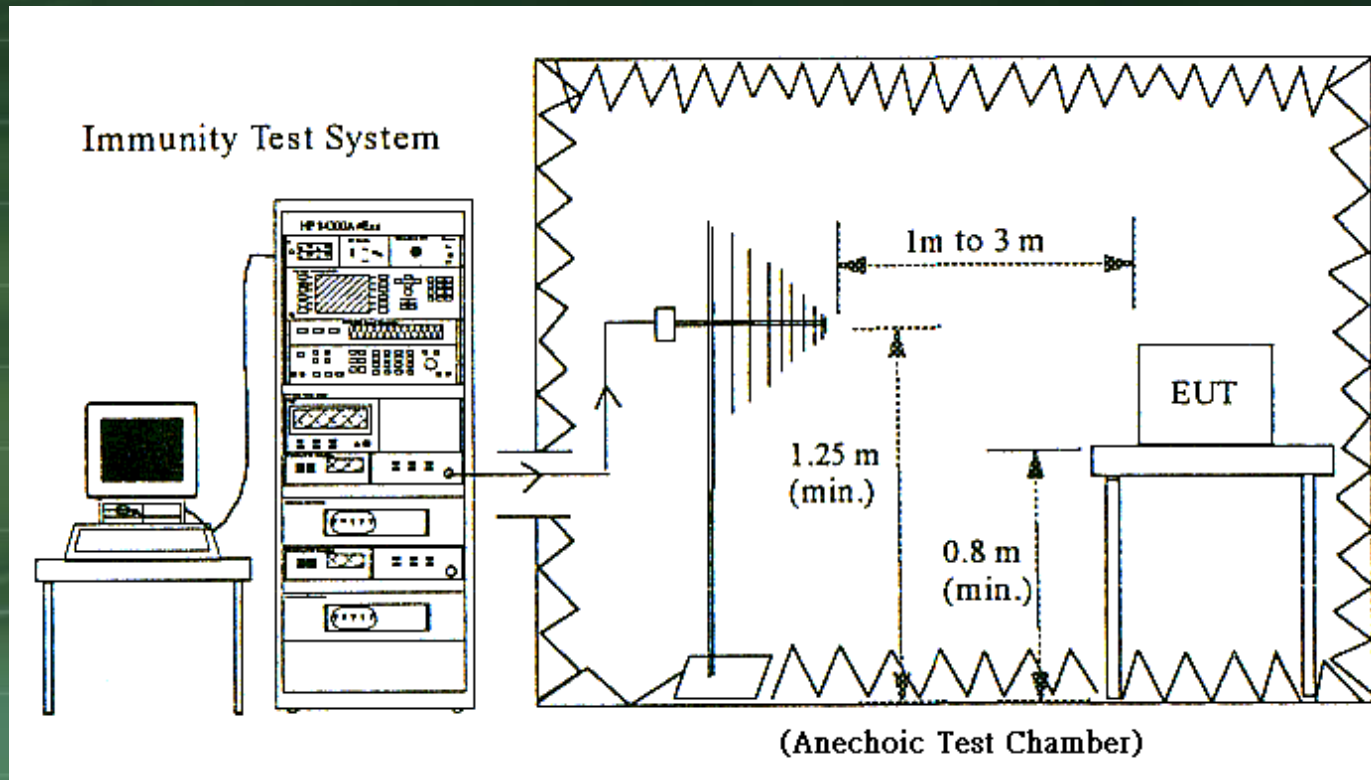 Immunity Test System
1m to 3 m
EUT
1.25 m
(min.)
0.8 m
(min.)
(Anechoic Test Chamber)